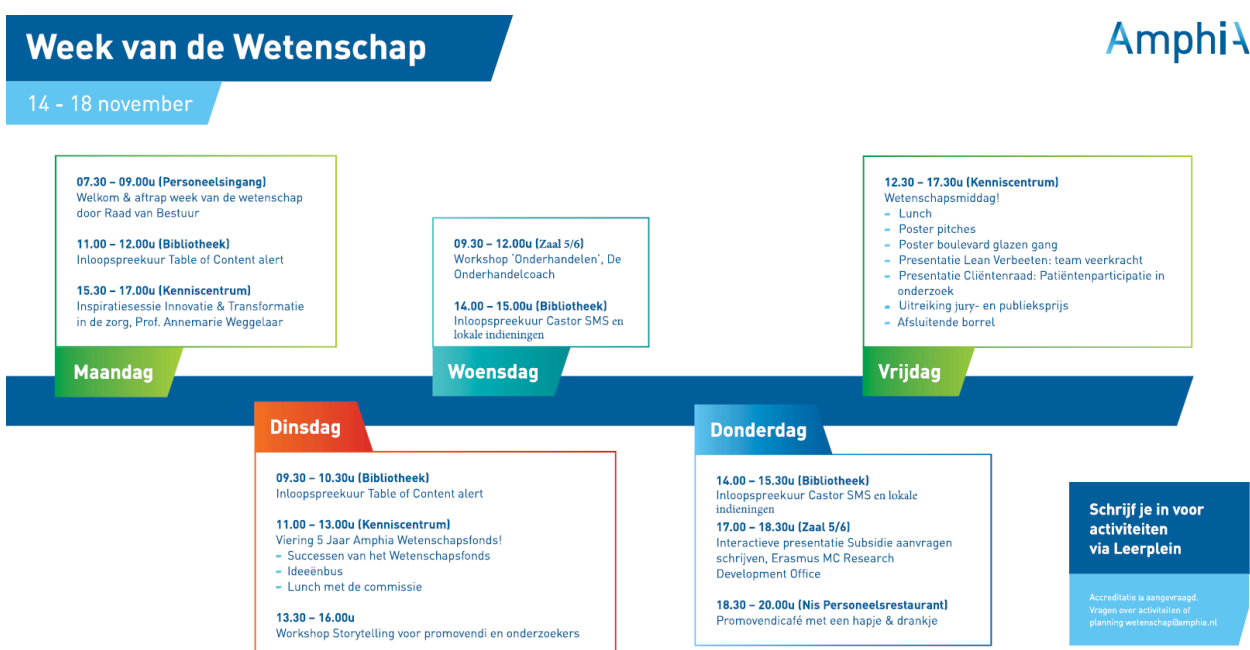 Week van de Wetenschap
Amphia
14 - 18 november
07.30 – 09.00u (Personeelsingang)
Welkom & aftrap week van de wetenschap
door Raad van Bestuur
11.00 – 12.00u (Bibliotheek)
Inloopspreekuur Table of Content alert
15.30 – 17.00u (Kenniscentrum)
Inspiratiesessie Innovatie & Transformatie
in de zorg, Prof. Annemarie Weggelaar
Maandag
Dinsdag
09.30 – 10.30u (Bibliotheek)
Inloopspreekuur Table of Content alert
11.00 – 13.00u (Kenniscentrum)
Viering 5 Jaar Amphia Wetenschapsfonds!
– Successen van het Wetenschapsfonds
– Ideeënbus
– Lunch met de commissie
13.30 – 16.00u
Workshop Storytelling voor promovendi en onderzoekers
09.30 – 12.00u (Zaal 5/6)
Workshop ‘Onderhandelen’, De
Onderhandelcoach
14.00 – 15.00u (Bibliotheek)
Inloopspreekuur Castor SMS en
lokale indieningen
Woensdag
Donderdag
14.00 – 15.30u (Bibliotheek)
Inloopspreekuur Castor SMS en lokale
indieningen
17.00 – 18.30u (Zaal 5/6)
Interactieve presentatie Subsidie aanvragen
schrijven, Erasmus MC Research
Development Office
18.30 – 20.00u (Nis Personeelsrestaurant)
Promovendicafé met een hapje & drankje
12.30 – 17.30u (Kenniscentrum)
Wetenschapsmiddag!
– Lunch
– Poster pitches
– Poster boulevard glazen gang
– Presentatie Lean Verbeeten: team veerkracht
– Presentatie Cliëntenraad: Patiëntenparticipatie in
onderzoek
– Uitreiking jury- en publieksprijs
– Afsluitende borrel
Vrijdag
Schrijf je in voor
activiteiten
via Leerplein
Accreditatie is aangevraagd.
Vragen over activiteiten of
planning wetenschap@amphia.nl